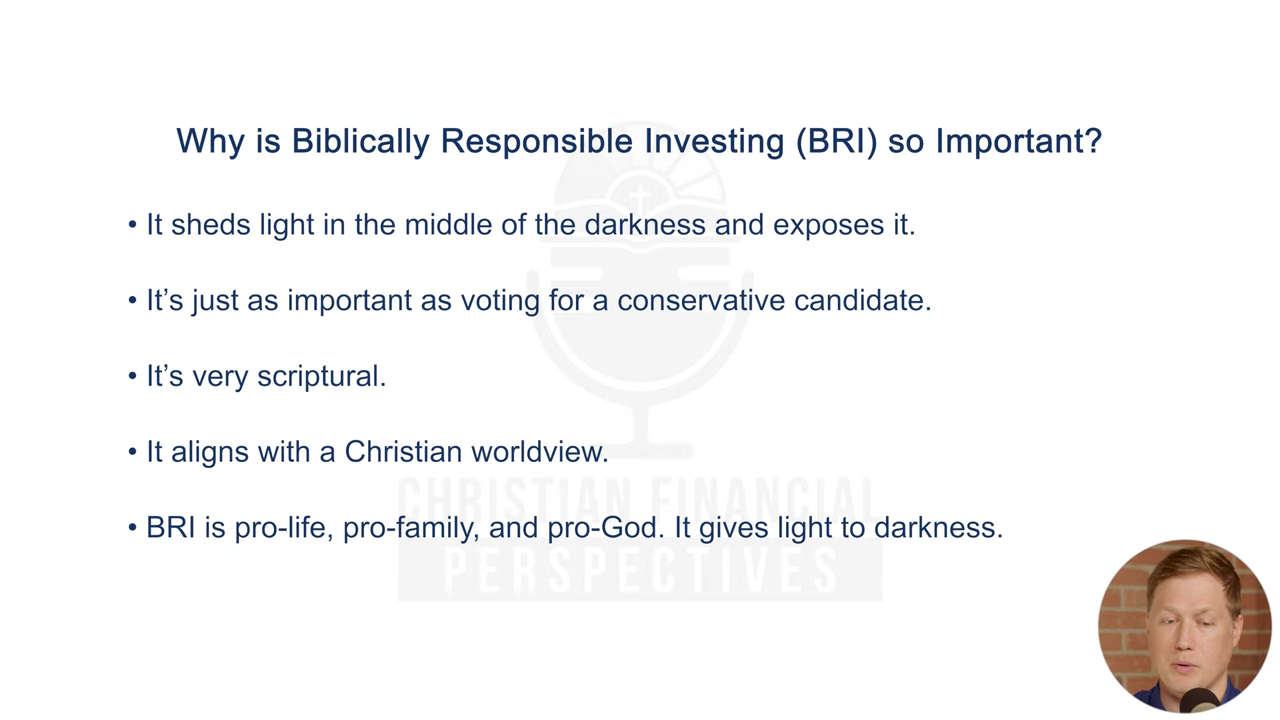 Why is Biblically Responsible Investing (BRI) so Important?
• It sheds light in the middle of the darkness and exposes it.
• It’s just as important as voting for a conservative candidate.
• It’s very scriptural.
• It aligns with a Christian worldview.
• BRI is pro-life, pro-family, and pro-God. It gives light to darkness.
CHRISTIAN FINANCIAL
PERSPECTIVES